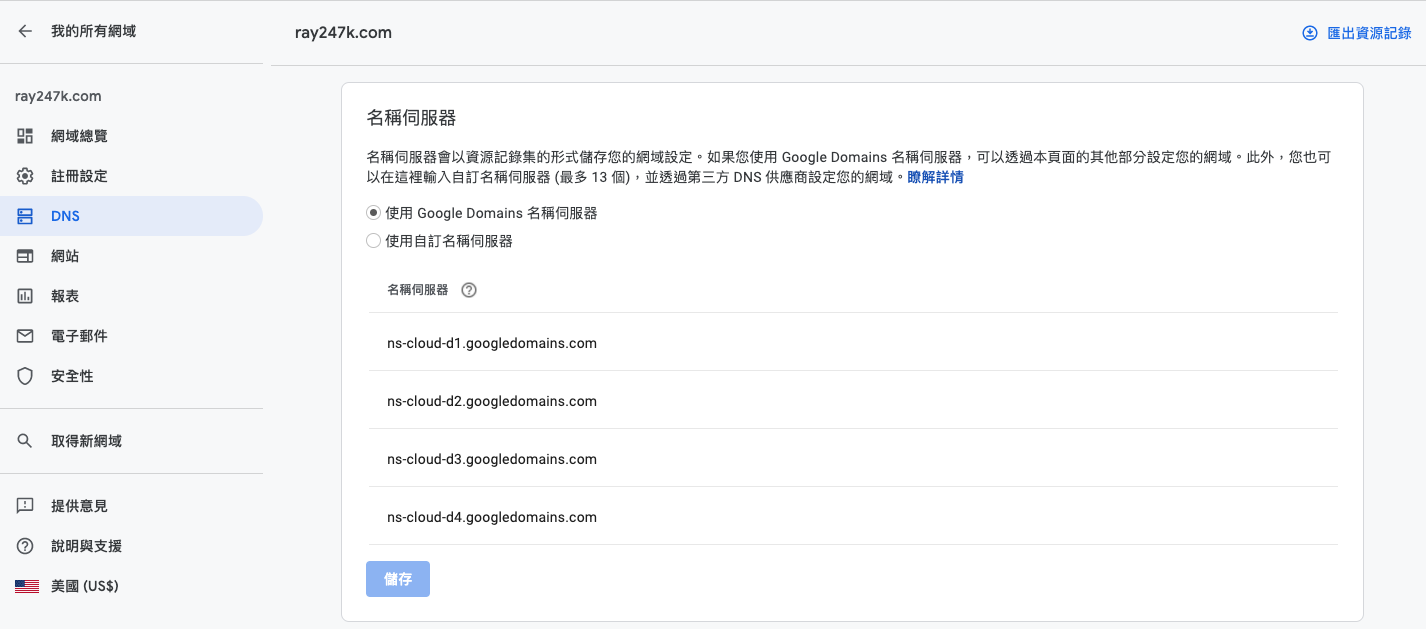 我的所有網域
ray247k.com
匯出資源記錄
ray247k.com
網域總覽
註冊設定
DNS
網站
報表
電子郵件
安全性
取得新網域
提供意見
說明與支援
美國 (US$)
名稱伺服器
名稱伺服器會以資源記錄集的形式儲存您的網域設定。如果您使用 Google Domains 名稱伺服器，可以透過本頁面的其他部分設定您的網域。此外，您也可
以在這裡輸入自訂名稱伺服器 (最多 13 個)，並透過第三方 DNS 供應商設定您的網域。瞭解詳情
使用 Google Domains 名稱伺服器
使用自訂名稱伺服器
名稱伺服器
ns-cloud-d1.googledomains.com
ns-cloud-d2.googledomains.com
ns-cloud-d3.googledomains.com
ns-cloud-d4.googledomains.com
儲存